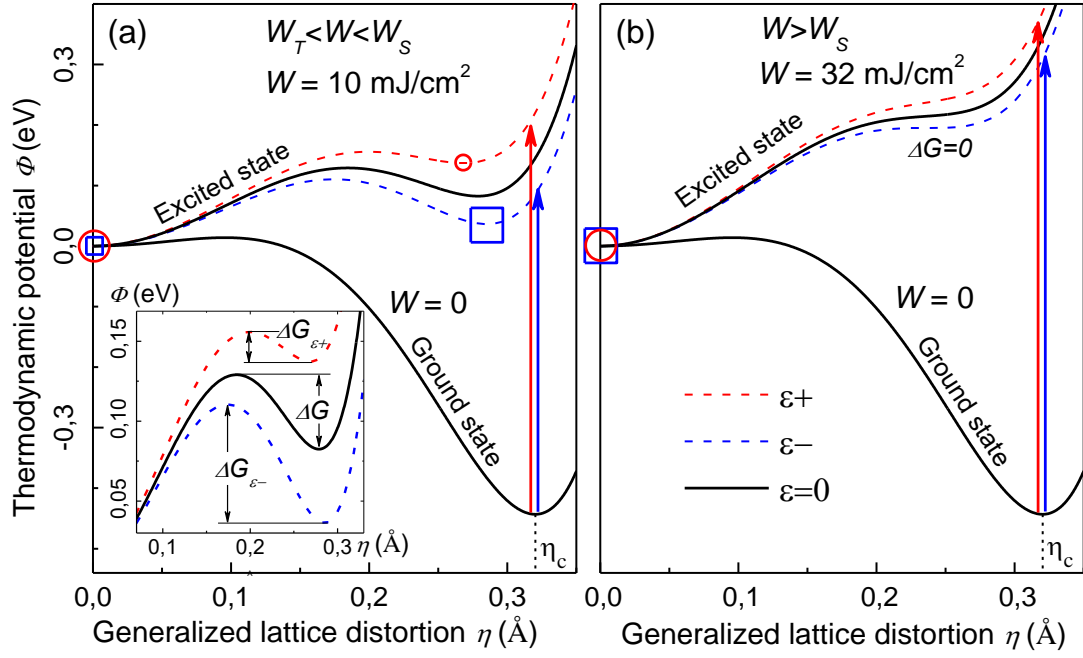 (a)
W_T<W<W_S
W = 10 mJ/cm²
Excited state
W = 0
Ground state
η_c
Thermodynamic potential Φ (eV)
0,3
0,0
-0,3
0,0
0,1
0,2
0,3
Generalized lattice distortion η (Å)
Φ (eV)
0,15
0,10
0,05
ΔG_ε+
ΔG
ΔG_ε−
0,1
0,2
0,3
η (Å)
(b)
W>W_S
W = 32 mJ/cm²
Excited state
ΔG=0
W = 0
Ground state
ε+
ε−
ε=0
η_c
0,0
0,1
0,2
0,3
Generalized lattice distortion η (Å)